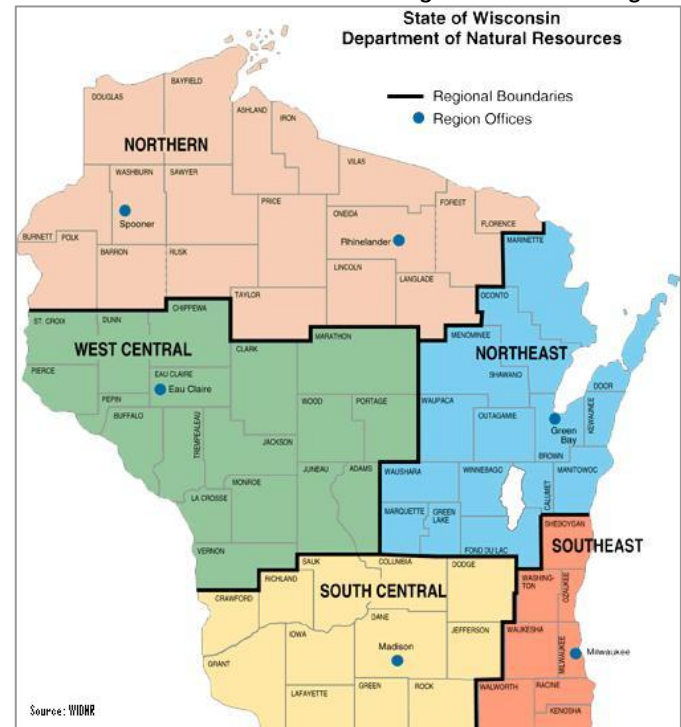 State of Wisconsin
Department of Natural Resources
Regional Boundaries
Region Offices
BAYFIELD
DOUGLAS
ASHLAND
IRON
NORTHERN
VILAS
WASHBURN
SAWYER
PRICE
FOREST
ONEIDA
FLORENCE
Spooner
BURNETT
POLK
Rhinelander
MARINETTE
BARRON
RUSK
LINCOLN
LANGLADE
TAYLOR
OCONTO
CHIPPEWA
ST. CROIX
DUNN
MARATHON
MENOMINEE
CLARK
WEST CENTRAL
NORTHEAST
PIERCE
EAU CLAIRE
SHAWANO
Eau Claire
DOOR
PEPIN
WOOD
PORTAGE
WAUPACA
KEWAUNEE
BUFFALO
TREMPEALEAU
OUTAGAMIE
Green
Bay
JACKSON
BROWN
JUNEAU
ADAMS
WAUSHARA
WINNEBAGO
MANITOWOC
MONROE
CALUMET
LA CROSSE
MARQUETTE
GREEN
LAKE
SHEBOYGAN
VERNON
FOND DU LAC
SOUTHEAST
SAUK
COLUMBIA
DODGE
RICHLAND
WASHING-
TON
OZAUKEE
SOUTH CENTRAL
CRAWFORD
DANE
IOWA
JEFFERSON
WAUKESHA
MILWAUKEE
Madison
Milwaukee
GRANT
GREEN
ROCK
WALWORTH
RACINE
LAFAYETTE
KENOSHA
Source: WIDNR